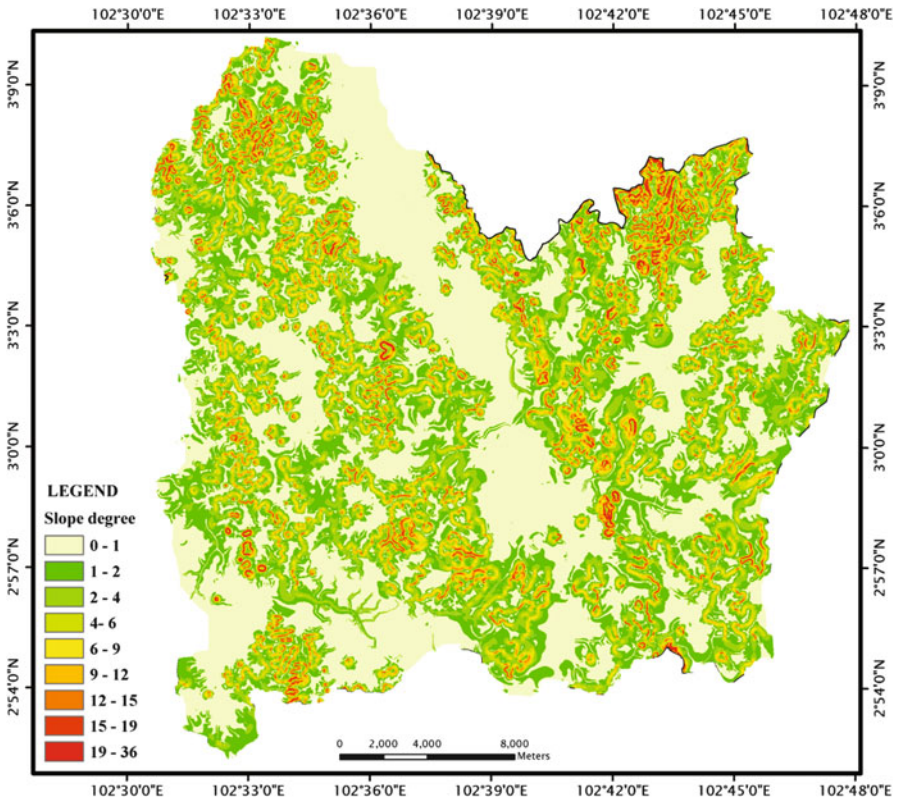 102°30'0"E 102°33'0"E 102°36'0"E 102°39'0"E 102°42'0"E 102°45'0"E 102°48'0"E
3°9'0"N 3°9'0"N
3°6'0"N 3°6'0"N
3°3'0"N 3°3'0"N
3°0'0"N 3°0'0"N
LEGEND
Slope degree
0 - 1
1 - 2
2°57'0"N 2°57'0"N
2 - 4
4- 6
6 - 9
9 - 12
2°54'0"N 2°54'0"N
12 - 15
15 - 19
19 - 36
0 2,000 4,000 8,000
Meters
102°30'0"E 102°33'0"E 102°36'0"E 102°39'0"E 102°42'0"E 102°45'0"E 102°48'0"E